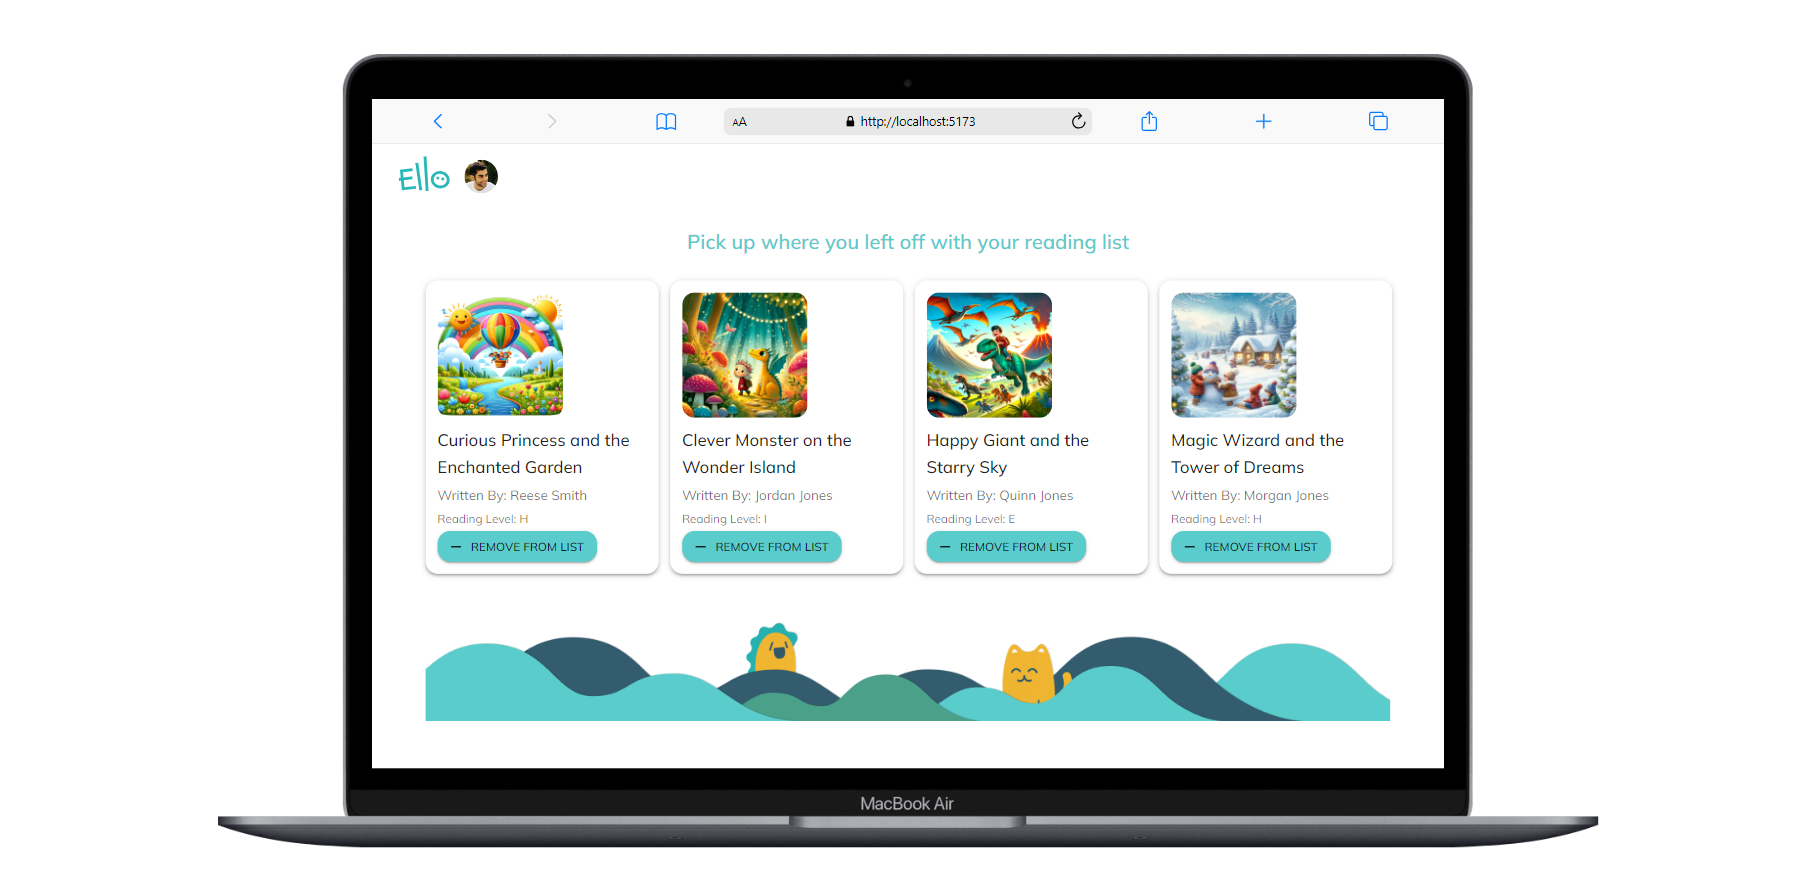 AA http://localhost:5173
Ello
Pick up where you left off with your reading list
Curious Princess and the
Enchanted Garden
Written By: Reese Smith
Reading Level: H
REMOVE FROM LIST
Clever Monster on the
Wonder Island
Written By: Jordan Jones
Reading Level: I
REMOVE FROM LIST
Happy Giant and the
Starry Sky
Written By: Quinn Jones
Reading Level: E
REMOVE FROM LIST
Magic Wizard and the
Tower of Dreams
Written By: Morgan Jones
Reading Level: H
REMOVE FROM LIST
MacBook Air